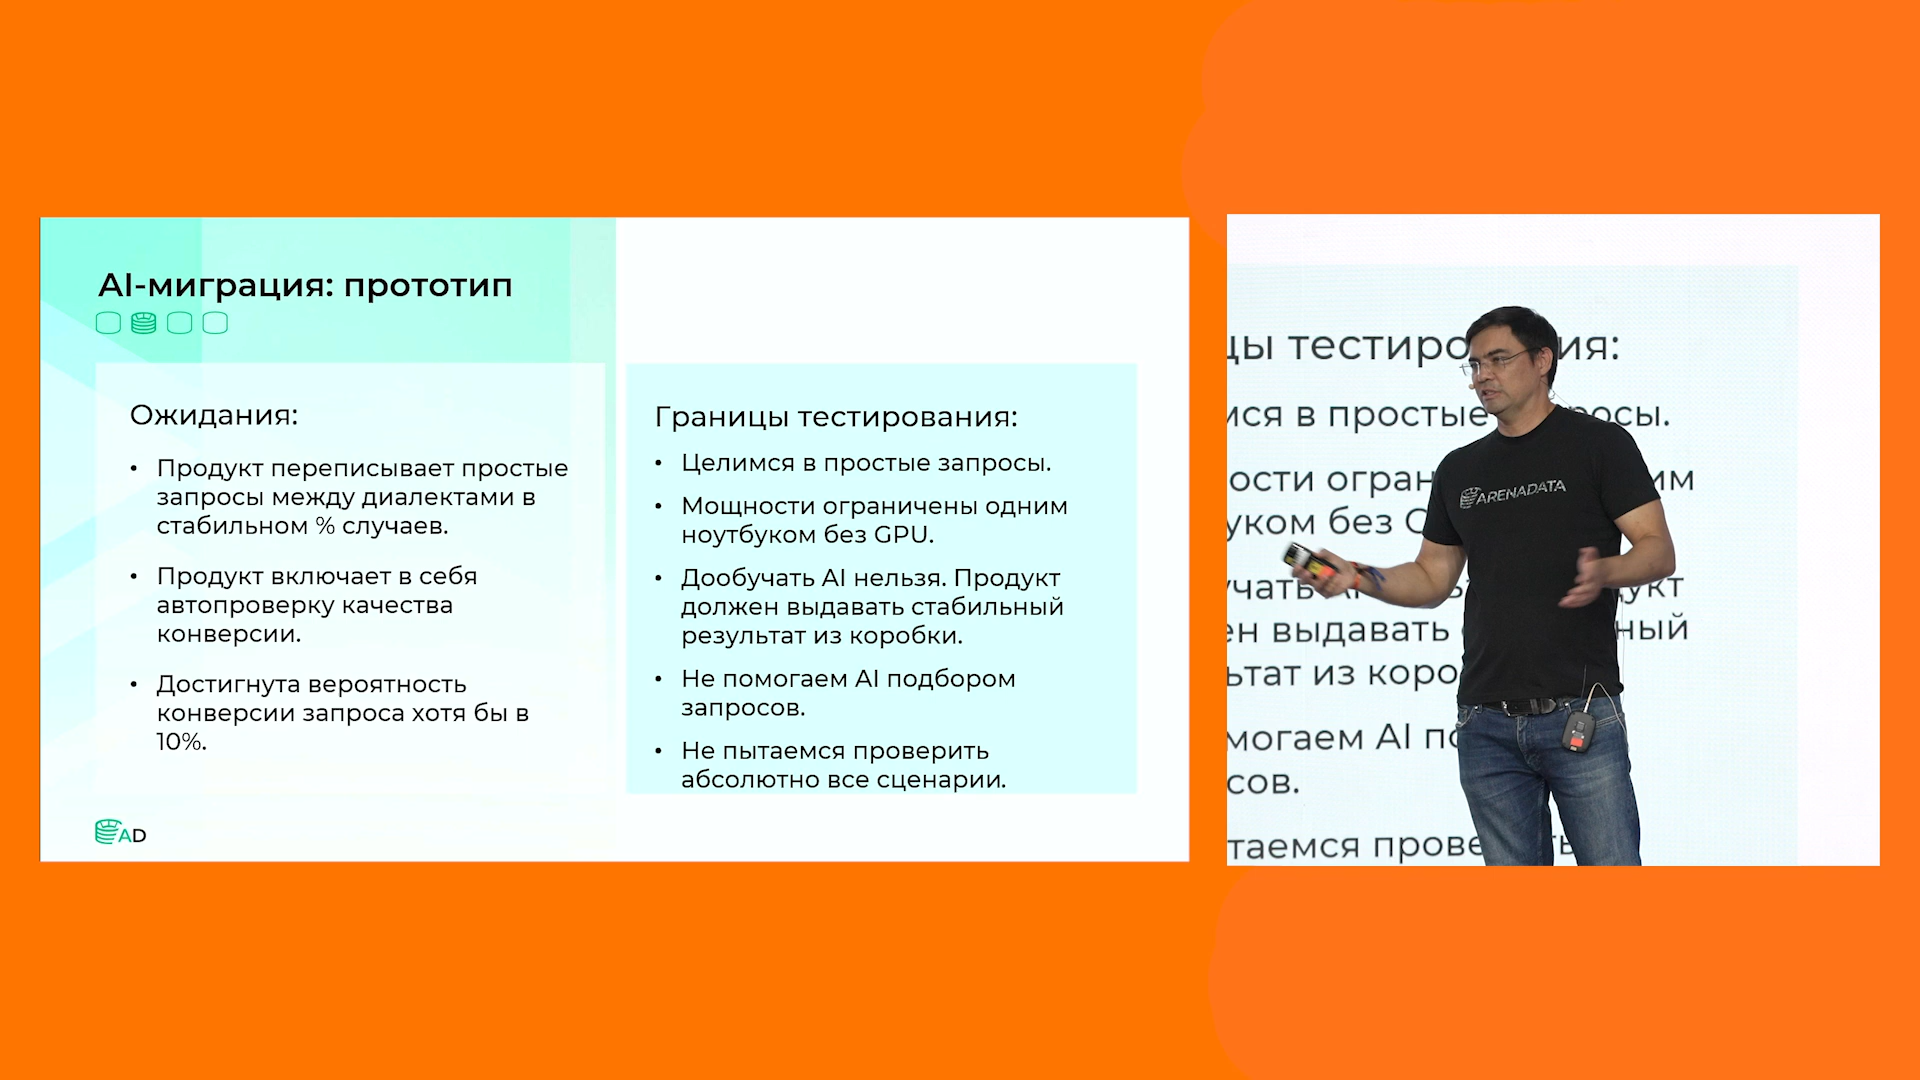 AI-миграция: прототип
Ожидания:
• Продукт переписывает простые
запросы между диалектами в
стабильном % случаев.
• Продукт включает в себя
автопроверку качества
конверсии.
• Достигнута вероятность
конверсии запроса хотя бы в
10%.
AD
Границы тестирования:
• Целимся в простые запросы.
• Мощности ограничены одним
ноутбуком без GPU.
• Дообучать AI нельзя. Продукт
должен выдавать стабильный
результат из коробки.
• Не помогаем AI подбором
запросов.
• Не пытаемся проверить
абсолютно все сценарии.
цы тестиро ия:
мся в простые росы.
ости огран им
уком без
учать дукт
ен выдавать ный
ьтат из коро
могаем AI по
сов.
таемся прове ть
ARENADATA